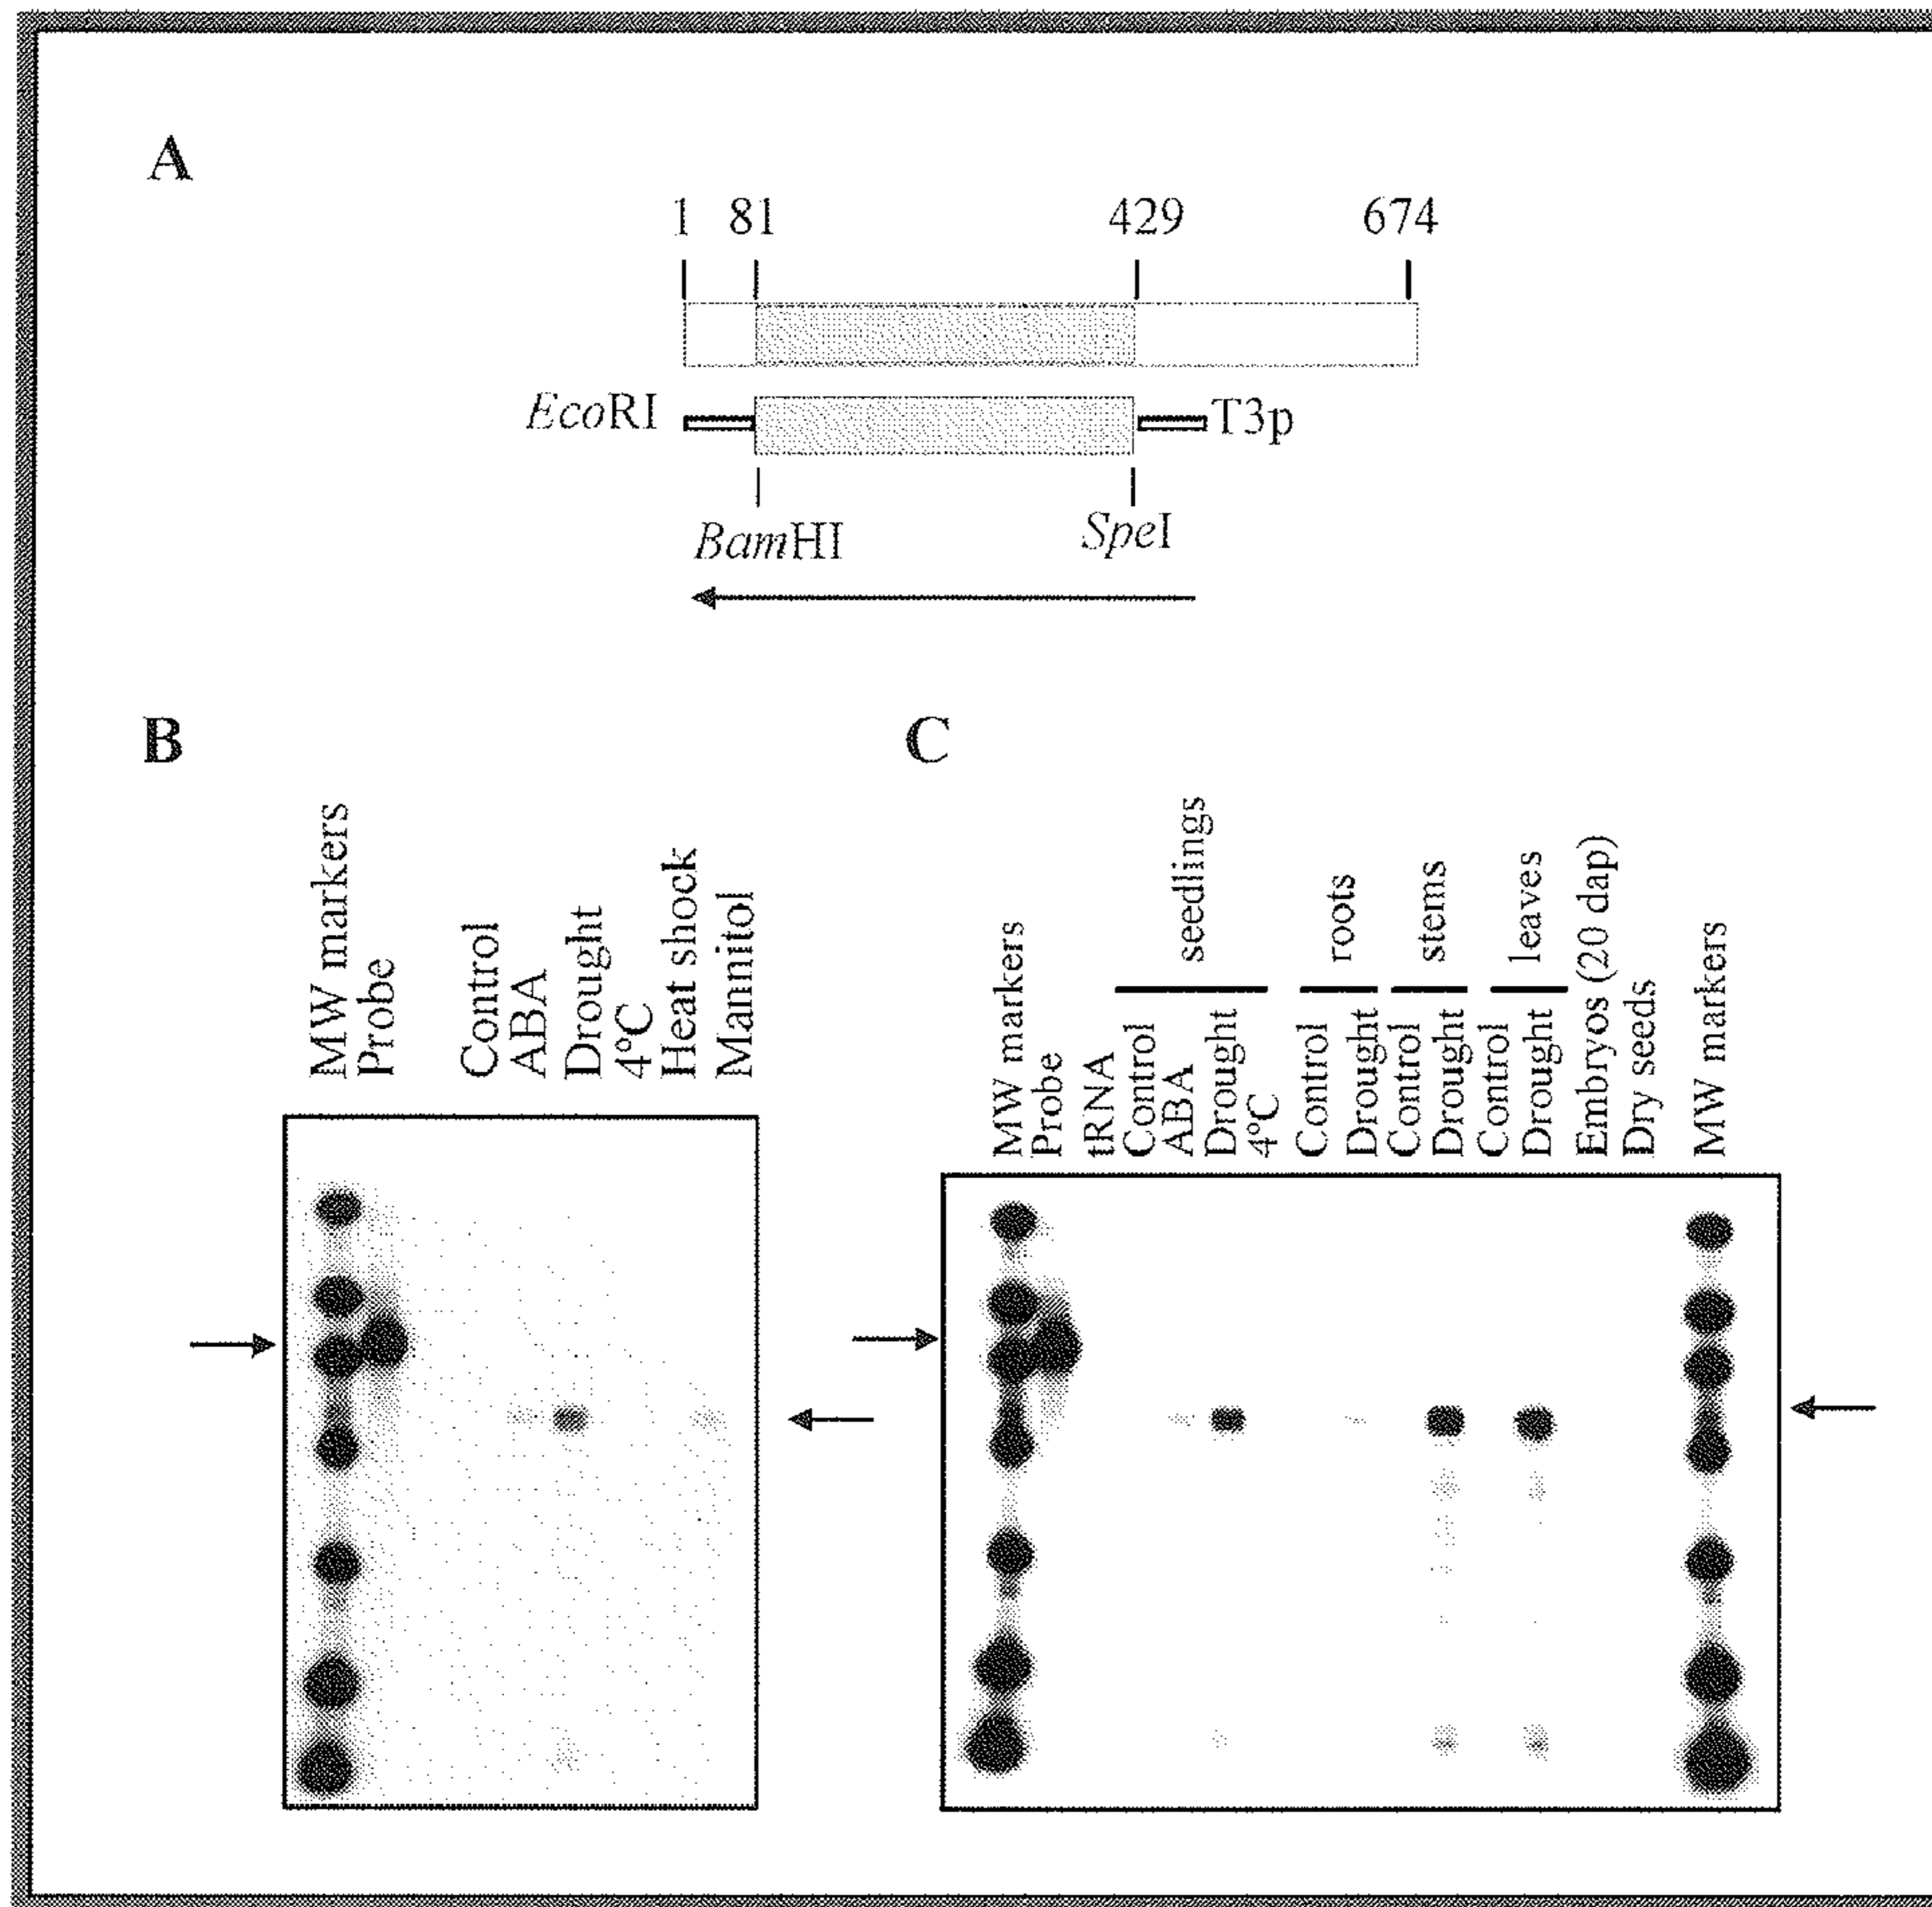 A
1 81 429 674
EcoRI T3p
BamHI SpeI
B
MW markers
Probe
Control
ABA
Drought
4ºC
Heat shock
Mannitol
C
seedlings
roots
stems
leaves
MW markers
Probe
tRNA
Control
ABA
Drought
4ºC
Control
Drought
Control
Drought
Control
Drought
Embryos (20 dap)
Dry seeds
MW markers